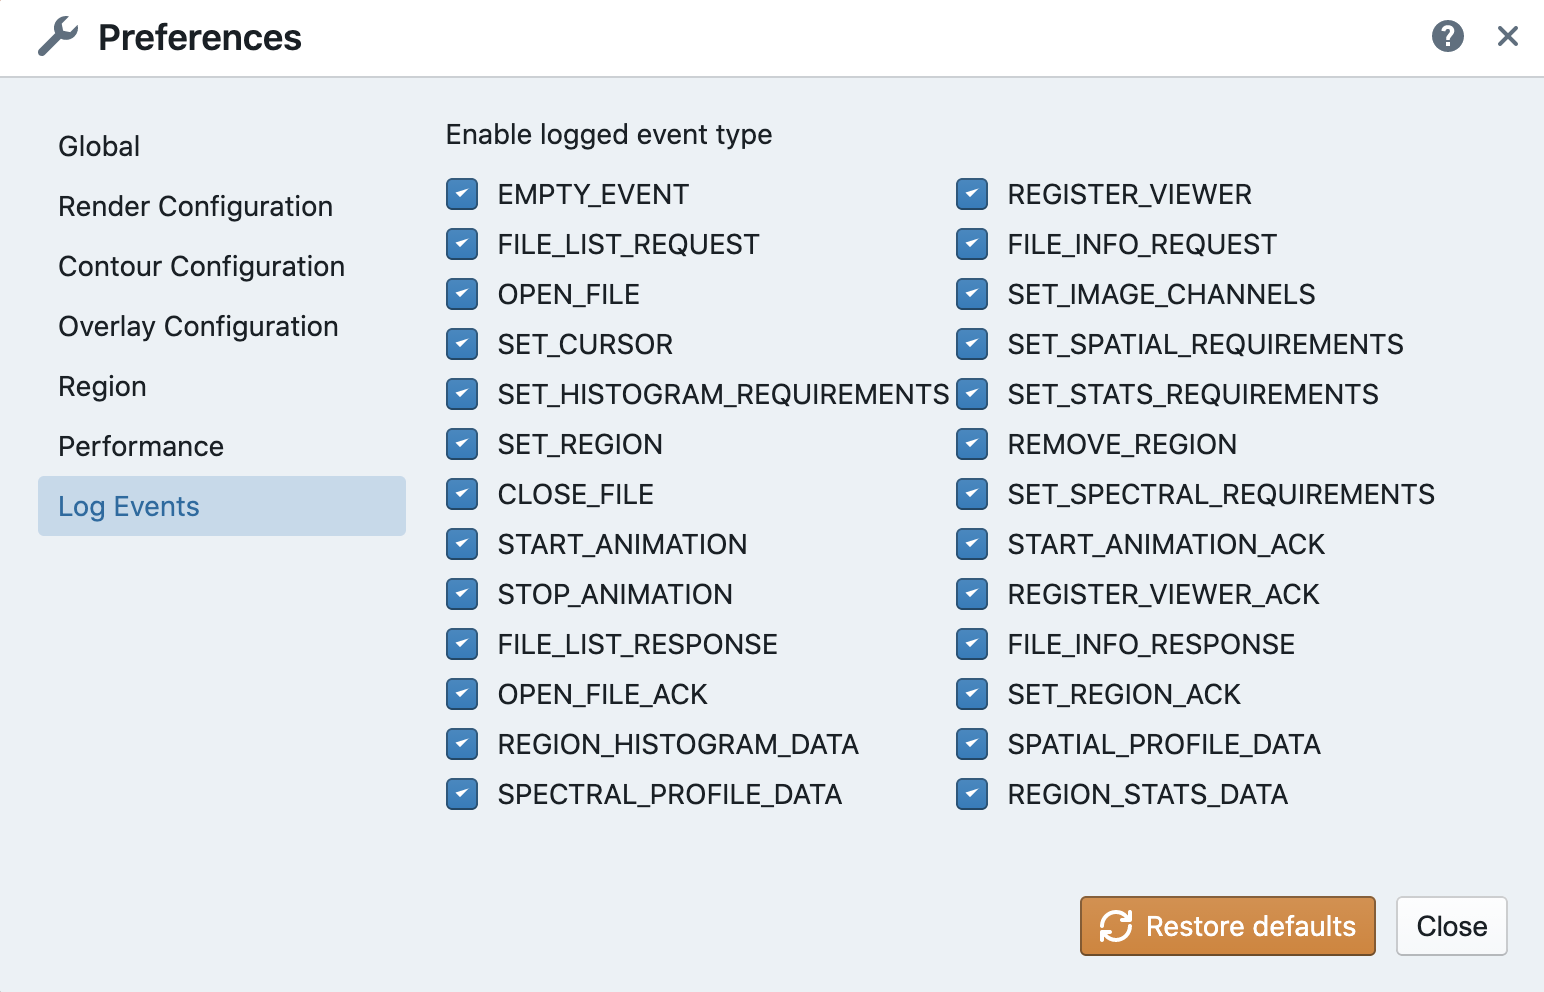 Preferences
Global
Render Configuration
Contour Configuration
Overlay Configuration
Region
Performance
Log Events
Enable logged event type
EMPTY_EVENT REGISTER_VIEWER
FILE_LIST_REQUEST FILE_INFO_REQUEST
OPEN_FILE SET_IMAGE_CHANNELS
SET_CURSOR SET_SPATIAL_REQUIREMENTS
SET_HISTOGRAM_REQUIREMENTS SET_STATS_REQUIREMENTS
SET_REGION REMOVE_REGION
CLOSE_FILE SET_SPECTRAL_REQUIREMENTS
START_ANIMATION START_ANIMATION_ACK
STOP_ANIMATION REGISTER_VIEWER_ACK
FILE_LIST_RESPONSE FILE_INFO_RESPONSE
OPEN_FILE_ACK SET_REGION_ACK
REGION_HISTOGRAM_DATA SPATIAL_PROFILE_DATA
SPECTRAL_PROFILE_DATA REGION_STATS_DATA
Restore defaults Close